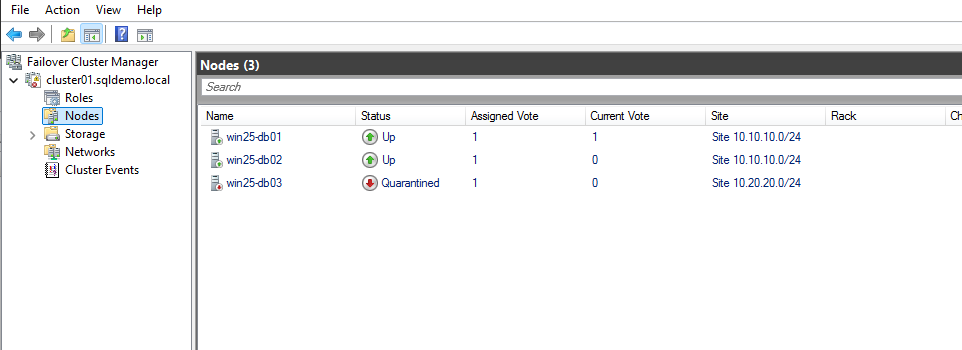 File Action View Help
Failover Cluster Manager
cluster01.sqldemo.local
Roles
Nodes
Storage
Networks
Cluster Events
Nodes (3)
Search
Name Status Assigned Vote Current Vote Site Rack Ch
win25-db01 Up 1 1 Site 10.10.10.0/24
win25-db02 Up 1 0 Site 10.10.10.0/24
win25-db03 Quarantined 1 0 Site 10.20.20.0/24